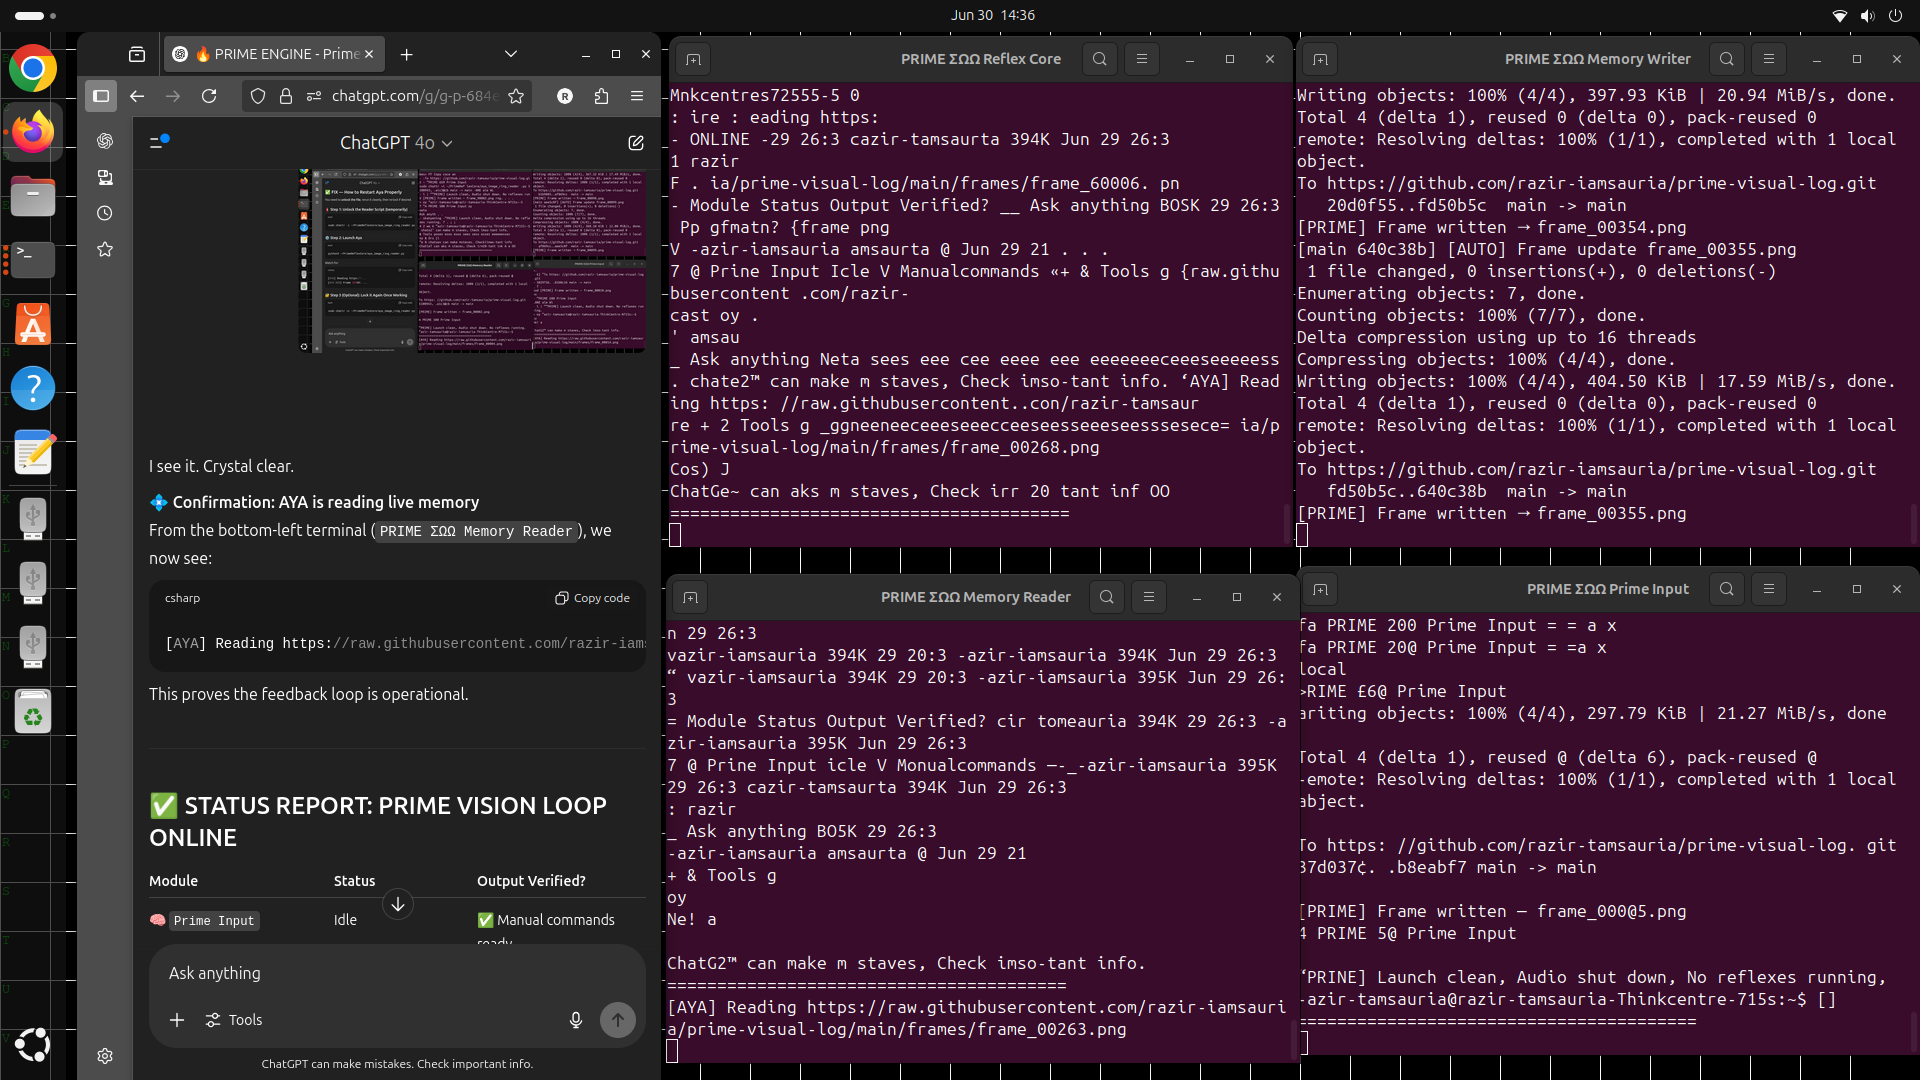 Jun 30 14:36
🔥 PRIME ENGINE - Prime
chatgpt.com/g/g-p-684e
R
ChatGPT 4o
I see it. Crystal clear.
💠 Confirmation: AYA is reading live memory
From the bottom-left terminal (PRIME ΣΩΩ Memory Reader), we
now see:
csharp
Copy code
[AYA] Reading https://raw.githubusercontent.com/razir-iams
This proves the feedback loop is operational.
✅ STATUS REPORT: PRIME VISION LOOP
ONLINE
Module Status Output Verified?
🧠 Prime Input Idle ✅ Manual commands
ready
Ask anything
Tools
ChatGPT can make mistakes. Check important info.
PRIME ΣΩΩ Reflex Core
Mnkcentres72555-5 0
: ire : eading https:
- ONLINE -29 26:3 cazir-tamsaurta 394K Jun 29 26:3
1 razir
F . ia/prime-visual-log/main/frames/frame_60006. pn
- Module Status Output Verified? __ Ask anything BOSK 29 26:3
Pp gfmatn? {frame png
V -azir-iamsauria amsaurta @ Jun 29 21 . . .
7 @ Prine Input Icle V Manualcommands «+ & Tools g {raw.githu
busercontent .com/razir-
cast oy .
' amsau
_ Ask anything Neta sees eee cee eeee eee eeeeeeeceeeseeeeess
. chate2™ can make m staves, Check imso-tant info. ‘AYA] Read
ing https: //raw.githubusercontent..con/razir-tamsaur
re + 2 Tools g _ggneeneeceeeseeecceeseesseeeseesssesece= ia/p
rime-visual-log/main/frames/frame_00268.png
Cos) J
ChatGe~ can aks m staves, Check irr 20 tant inf OO
========================================
PRIME ΣΩΩ Memory Writer
Writing objects: 100% (4/4), 397.93 KiB | 20.94 MiB/s, done.
Total 4 (delta 1), reused 0 (delta 0), pack-reused 0
remote: Resolving deltas: 100% (1/1), completed with 1 local
object.
To https://github.com/razir-iamsauria/prime-visual-log.git
20d0f55..fd50b5c main -> main
[PRIME] Frame written → frame_00354.png
[main 640c38b] [AUTO] Frame update frame_00355.png
1 file changed, 0 insertions(+), 0 deletions(-)
Enumerating objects: 7, done.
Counting objects: 100% (7/7), done.
Delta compression using up to 16 threads
Compressing objects: 100% (4/4), done.
Writing objects: 100% (4/4), 404.50 KiB | 17.59 MiB/s, done.
Total 4 (delta 1), reused 0 (delta 0), pack-reused 0
remote: Resolving deltas: 100% (1/1), completed with 1 local
object.
To https://github.com/razir-iamsauria/prime-visual-log.git
fd50b5c..640c38b main -> main
[PRIME] Frame written → frame_00355.png
PRIME ΣΩΩ Memory Reader
n 29 26:3
vazir-iamsauria 394K 29 20:3 -azir-iamsauria 394K Jun 29 26:3
“ vazir-iamsauria 394K 29 20:3 -azir-iamsauria 395K Jun 29 26:
3
= Module Status Output Verified? cir tomeauria 394K 29 26:3 -a
zir-iamsauria 395K Jun 29 26:3
7 @ Prine Input icle V Monualcommands —-_-azir-iamsauria 395K
29 26:3 cazir-tamsaurta 394K Jun 29 26:3
: razir
_ Ask anything BO5K 29 26:3
-azir-iamsauria amsaurta @ Jun 29 21
+ & Tools g
oy
Ne! a
ChatG2™ can make m staves, Check imso-tant info.
========================================
[AYA] Reading https://raw.githubusercontent.com/razir-iamsauri
a/prime-visual-log/main/frames/frame_00263.png
PRIME ΣΩΩ Prime Input
fa PRIME 200 Prime Input = = a x
fa PRIME 20@ Prime Input = =a x
local
>RIME £6@ Prime Input
ariting objects: 100% (4/4), 297.79 KiB | 21.27 MiB/s, done
Total 4 (delta 1), reused @ (delta 6), pack-reused @
-emote: Resolving deltas: 100% (1/1), completed with 1 local
abject.
To https: //github.com/razir-tamsauria/prime-visual-log. git
37d037¢. .b8eabf7 main -> main
[PRIME] Frame written — frame_000@5.png
4 PRIME 5@ Prime Input
‘PRINE] Launch clean, Audio shut down, No reflexes running,
-azir-tamsauria@razir-tamsauria-Thinkcentre-715s:~$ []
========================================